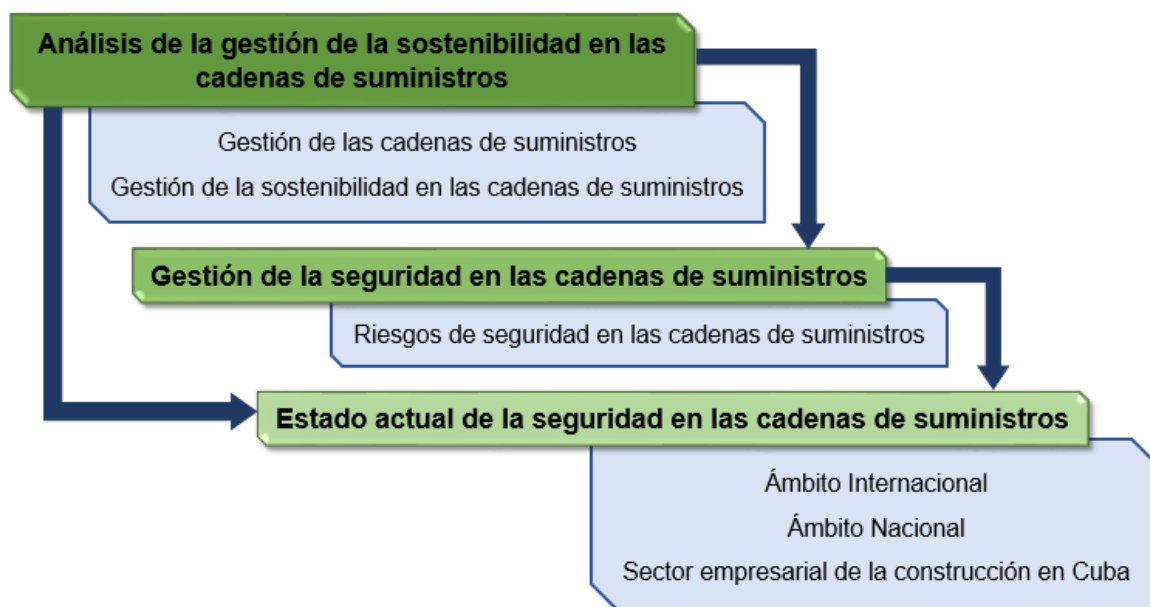 Análisis de la gestión de la sostenibilidad en las
cadenas de suministros
Gestión de las cadenas de suministros
Gestión de la sostenibilidad en las cadenas de suministros
Gestión de la seguridad en las cadenas de suministros
Riesgos de seguridad en las cadenas de suministros
Estado actual de la seguridad en las cadenas de suministros
Ámbito Internacional
Ámbito Nacional
Sector empresarial de la construcción en Cuba